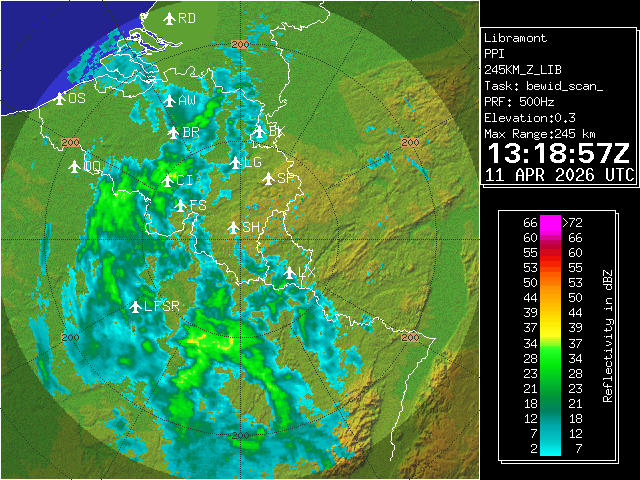 RD
200
OS
AW
BR
BK
200
200
OO
LG
CI
SP
FS
SH
LX
LFSR
200
200
200
Libramont
PPI
245KM_Z_LIB
Task: bewid_scan_
PRF: 500Hz
Elevation:0.3
Max Range:245 km
13:18:57Z
11 APR 2026 UTC
66 >72
60 66
55 60
53 55
50 53
44 50
39 44
37 39
34 37
28 34
23 28
21 23
18 21
12 18
7 12
2 7
Reflectivity in dBZ